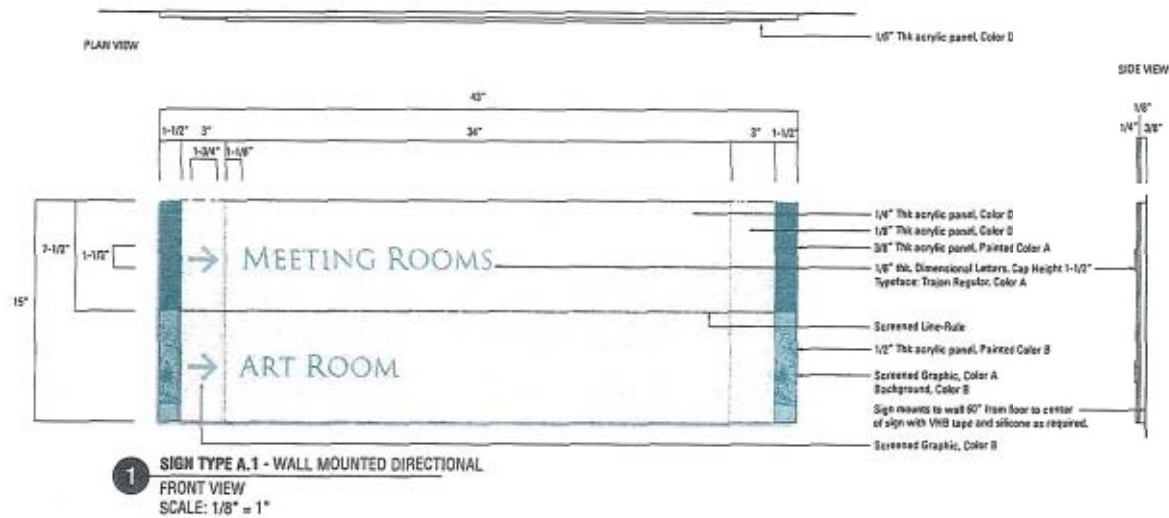 PLAN VIEW
1/8" Thk acrylic panel, Color D
SIDE VIEW
43"
1/8"
1-1/2" 3" 34" 3" 1-1/2"
1/4" 3/8"
1-3/4" 1-1/8"
1/4" Thk acrylic panel, Color D
1/8" Thk acrylic panel, Color D
7-1/2"
1-1/2"
3/8" Thk acrylic panel, Painted Color A
MEETING ROOMS
1/8" thk. Dimensional Letters, Cap Height 1-1/2"
Typeface: Trajan Regular, Color A
15"
Screened Line-Rule
1/2" Thk acrylic panel, Painted Color B
ART ROOM
Screened Graphic, Color A
Background, Color B
Sign mounts to wall 60" from floor to center
of sign with VHB tape and silicone as required.
Screened Graphic, Color B
1
SIGN TYPE A.1 - WALL MOUNTED DIRECTIONAL
FRONT VIEW
SCALE: 1/8" = 1"